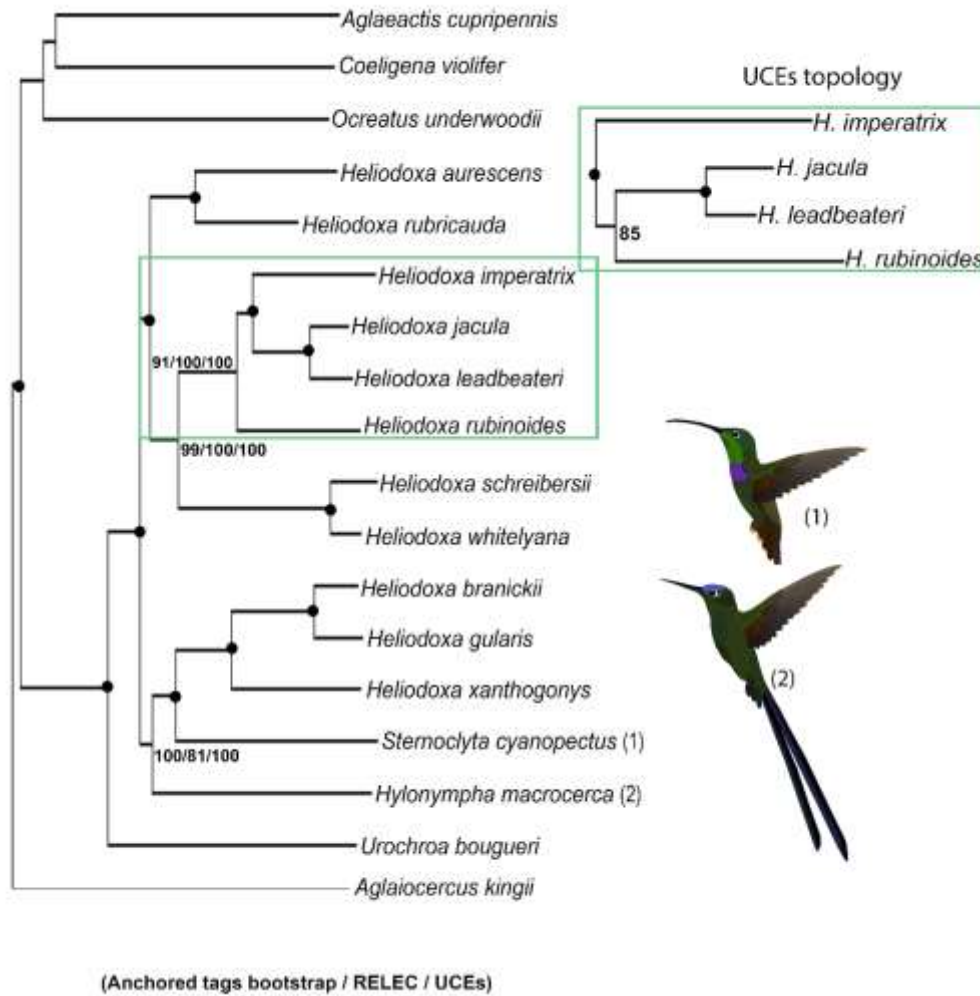 Aglaeactis cupripennis
Coeligena violifer
Ocreatus underwoodii
Heliodoxa aurescens
Heliodoxa rubricauda
Heliodoxa imperatrix
Heliodoxa jacula
91/100/100
Heliodoxa leadbeateri
Heliodoxa rubinoides
99/100/100
Heliodoxa schreibersii
Heliodoxa whitelyana
Heliodoxa branickii
Heliodoxa gularis
Heliodoxa xanthogonys
Sternoclyta cyanopectus (1)
100/81/100
Hylonympha macrocerca (2)
Urochroa bougueri
Aglaiocercus kingii
UCEs topology
H. imperatrix
H. jacula
H. leadbeateri
85
H. rubinoides
(1)
(2)
(Anchored tags bootstrap / RELEC / UCEs)